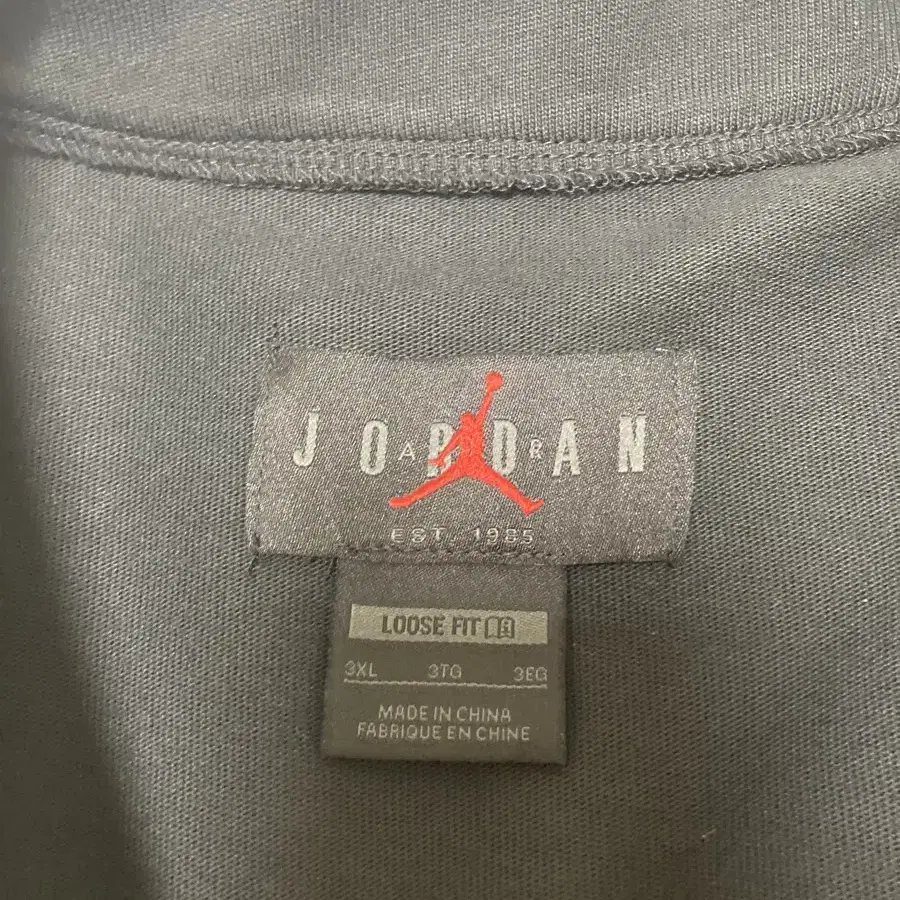 JORDAN
AIR
EST. 1985
LOOSE FIT
3XL 3TG 3EG
MADE IN CHINA
FABRIQUE EN CHINE